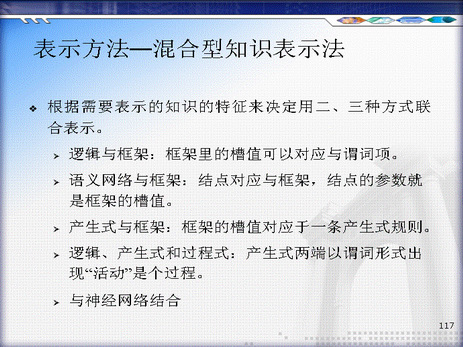 表示方法—混合型知识表示法
❖ 根据需要表示的知识的特征来决定用二、三种方式联
合表示。
➢ 逻辑与框架：框架里的槽值可以对应与谓词项。
➢ 语义网络与框架：结点对应与框架，结点的参数就
是框架的槽值。
➢ 产生式与框架：框架的槽值对应于一条产生式规则。
➢ 逻辑、产生式和过程式：产生式两端以谓词形式出
现“活动”是个过程。
➢ 与神经网络结合
117